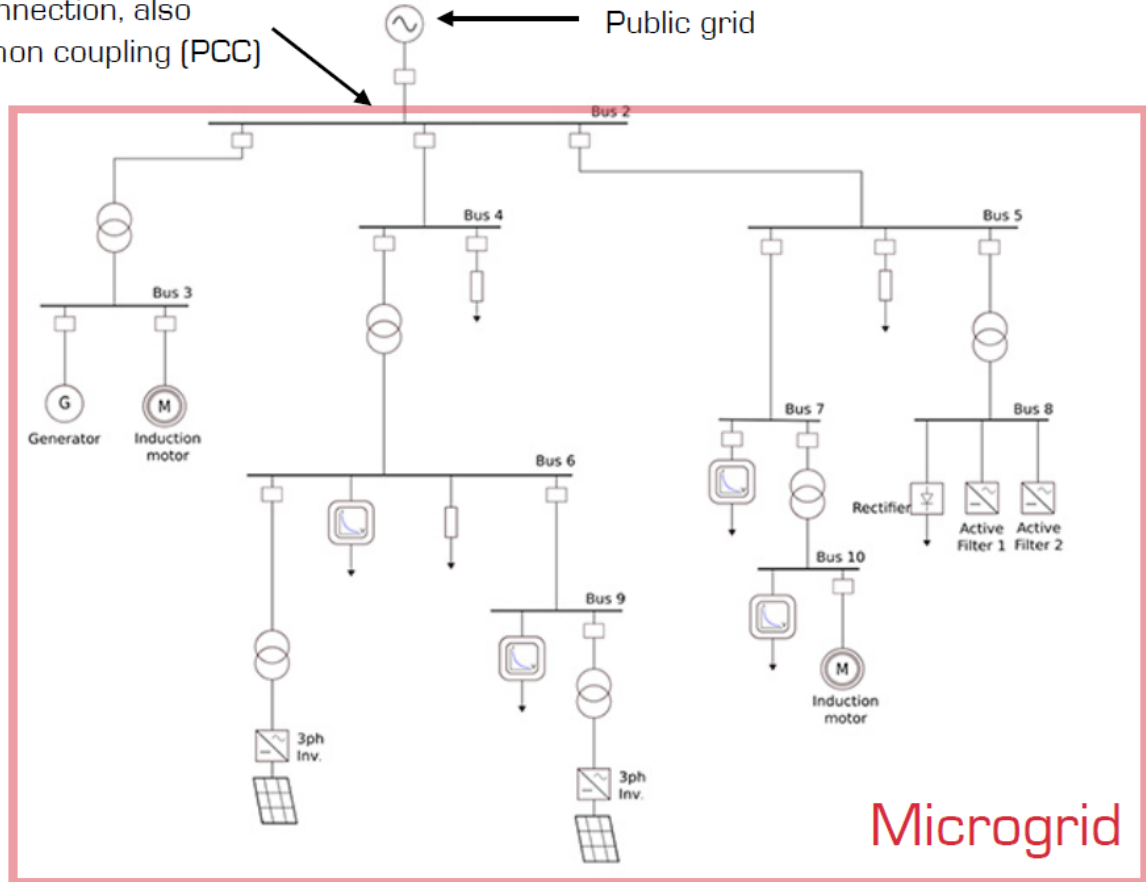 nnection, also
non coupling (PCC)
Public grid
Bus 2
Bus 4
Bus 5
Bus 3
G
Generator
M
Induction
motor
Bus 7
Bus 8
Rectifier
Active
Filter 1
Active
Filter 2
Bus 6
Bus 10
Bus 9
M
Induction
motor
3ph
Inv.
3ph
Inv.
Microgrid